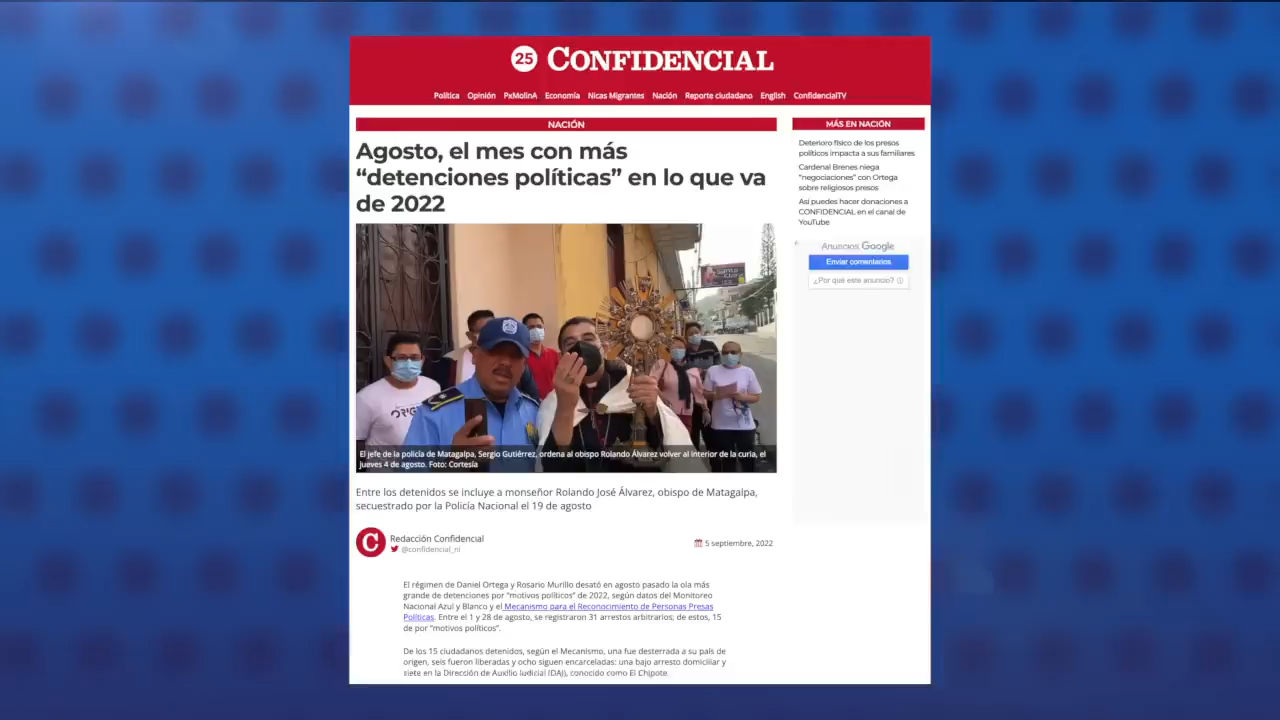 25 CONFIDENCIAL
Política Opinión PxMolinA Economía Nicas Migrantes Nación Reporte ciudadano English ConfidencialTV
NACIÓN
Agosto, el mes con más
“detenciones políticas” en lo que va
de 2022
El jefe de la policía de Matagalpa, Sergio Gutiérrez, ordena al obispo Rolando Álvarez volver al interior de la curia, el
jueves 4 de agosto. Foto: Cortesía
Entre los detenidos se incluye a monseñor Rolando José Álvarez, obispo de Matagalpa,
secuestrado por la Policía Nacional el 19 de agosto
C
Redacción Confidencial
@confidencial_ni
5 septiembre, 2022
El régimen de Daniel Ortega y Rosario Murillo desató en agosto pasado la ola más
grande de detenciones por “motivos políticos” de 2022, según datos del Monitoreo
Nacional Azul y Blanco y el Mecanismo para el Reconocimiento de Personas Presas
Políticas. Entre el 1 y 28 de agosto, se registraron 31 arrestos arbitrarios; de estos, 15
de por “motivos políticos”.
De los 15 ciudadanos detenidos, según el Mecanismo, una fue desterrada a su país de
origen, seis fueron liberadas y ocho siguen encarceladas: una bajo arresto domiciliar y
siete en la Dirección de Auxilio Judicial (DAJ), conocido como El Chipote.
MÁS EN NACIÓN
Deterioro físico de los presos
políticos impacta a sus familiares
Cardenal Brenes niega
“negociaciones” con Ortega
sobre religiosos presos
Así puedes hacer donaciones a
CONFIDENCIAL en el canal de
YouTube
Anuncios Google
Enviar comentarios
¿Por qué este anuncio?